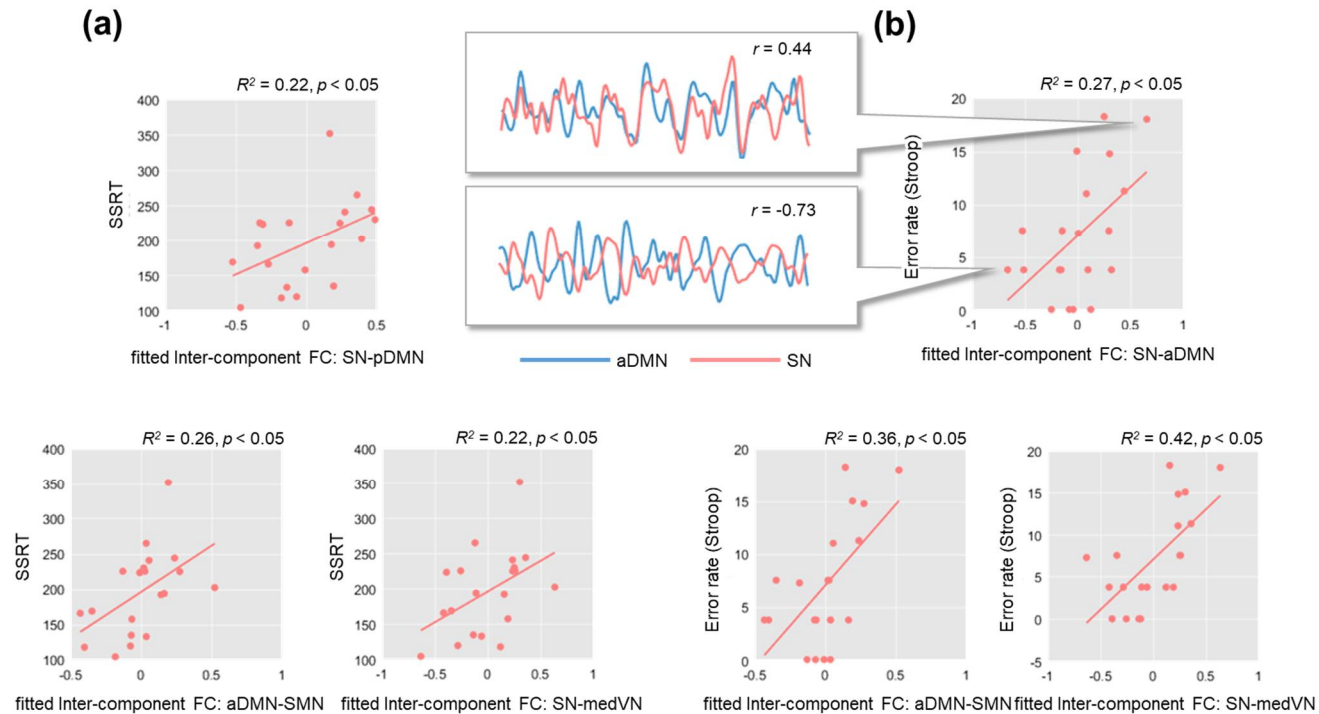 (a)
R² = 0.22, p < 0.05
400
350
300
250
200
150
100
SSRT
-1
-0.5
0
0.5
fitted Inter-component FC: SN-pDMN
r = 0.44
r = -0.73
aDMN
SN
(b)
R² = 0.27, p < 0.05
20
15
10
5
0
Error rate (Stroop)
-1
-0.5
0
0.5
1
fitted Inter-component FC: SN-aDMN
R² = 0.26, p < 0.05
400
350
300
250
200
150
100
SSRT
-0.5
0
0.5
1
fitted Inter-component FC: aDMN-SMN
R² = 0.22, p < 0.05
400
350
300
250
200
150
100
SSRT
-1
-0.5
0
0.5
1
fitted Inter-component FC: SN-medVN
R² = 0.36, p < 0.05
20
15
10
5
0
Error rate (Stroop)
-0.5
0
0.5
1
fitted Inter-component FC: aDMN-SMN
R² = 0.42, p < 0.05
20
15
10
5
0
-5
Error rate (Stroop)
-1
-0.5
0
0.5
1
fitted Inter-component FC: SN-medVN